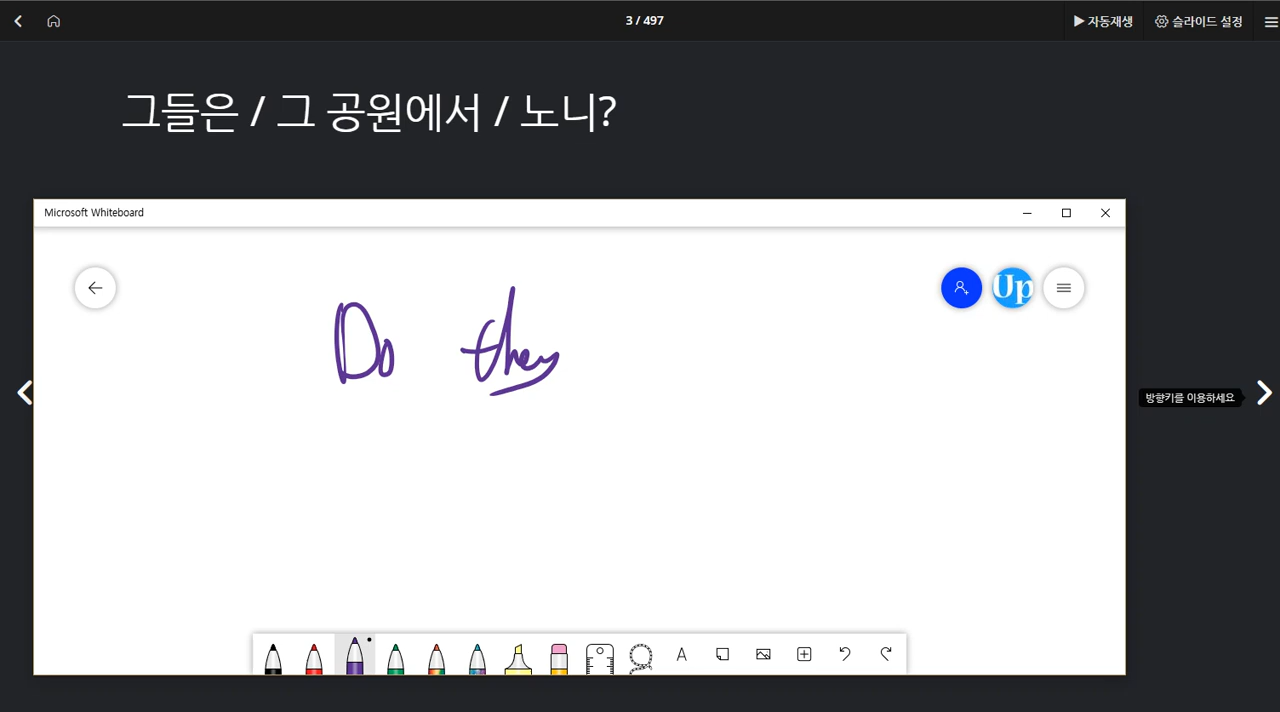 3 / 497
▶ 자동재생
슬라이드 설정
그들은 / 그 공원에서 / 노니?
Microsoft Whiteboard
Up
Do they
방향키를 이용하세요
A